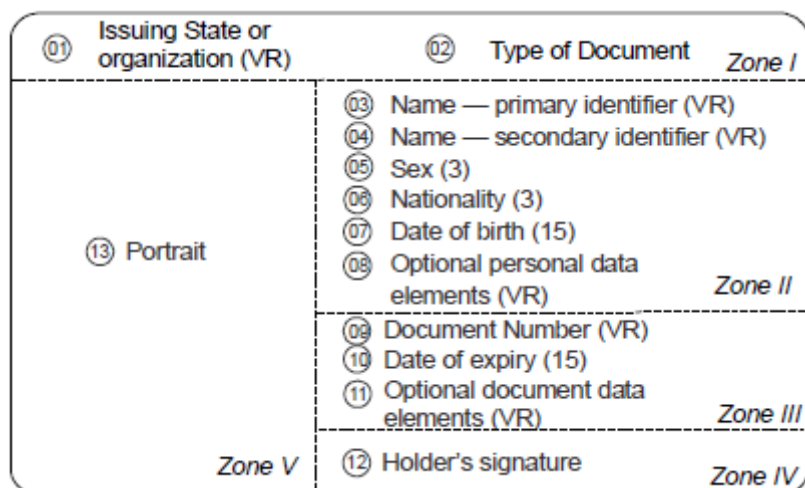 01 Issuing State or
organization (VR)
02 Type of Document
Zone I
03 Name — primary identifier (VR)
04 Name — secondary identifier (VR)
05 Sex (3)
06 Nationality (3)
07 Date of birth (15)
08 Optional personal data
elements (VR)
Zone II
13 Portrait
Zone V
09 Document Number (VR)
10 Date of expiry (15)
11 Optional document data
elements (VR)
Zone III
12 Holder's signature
Zone IV